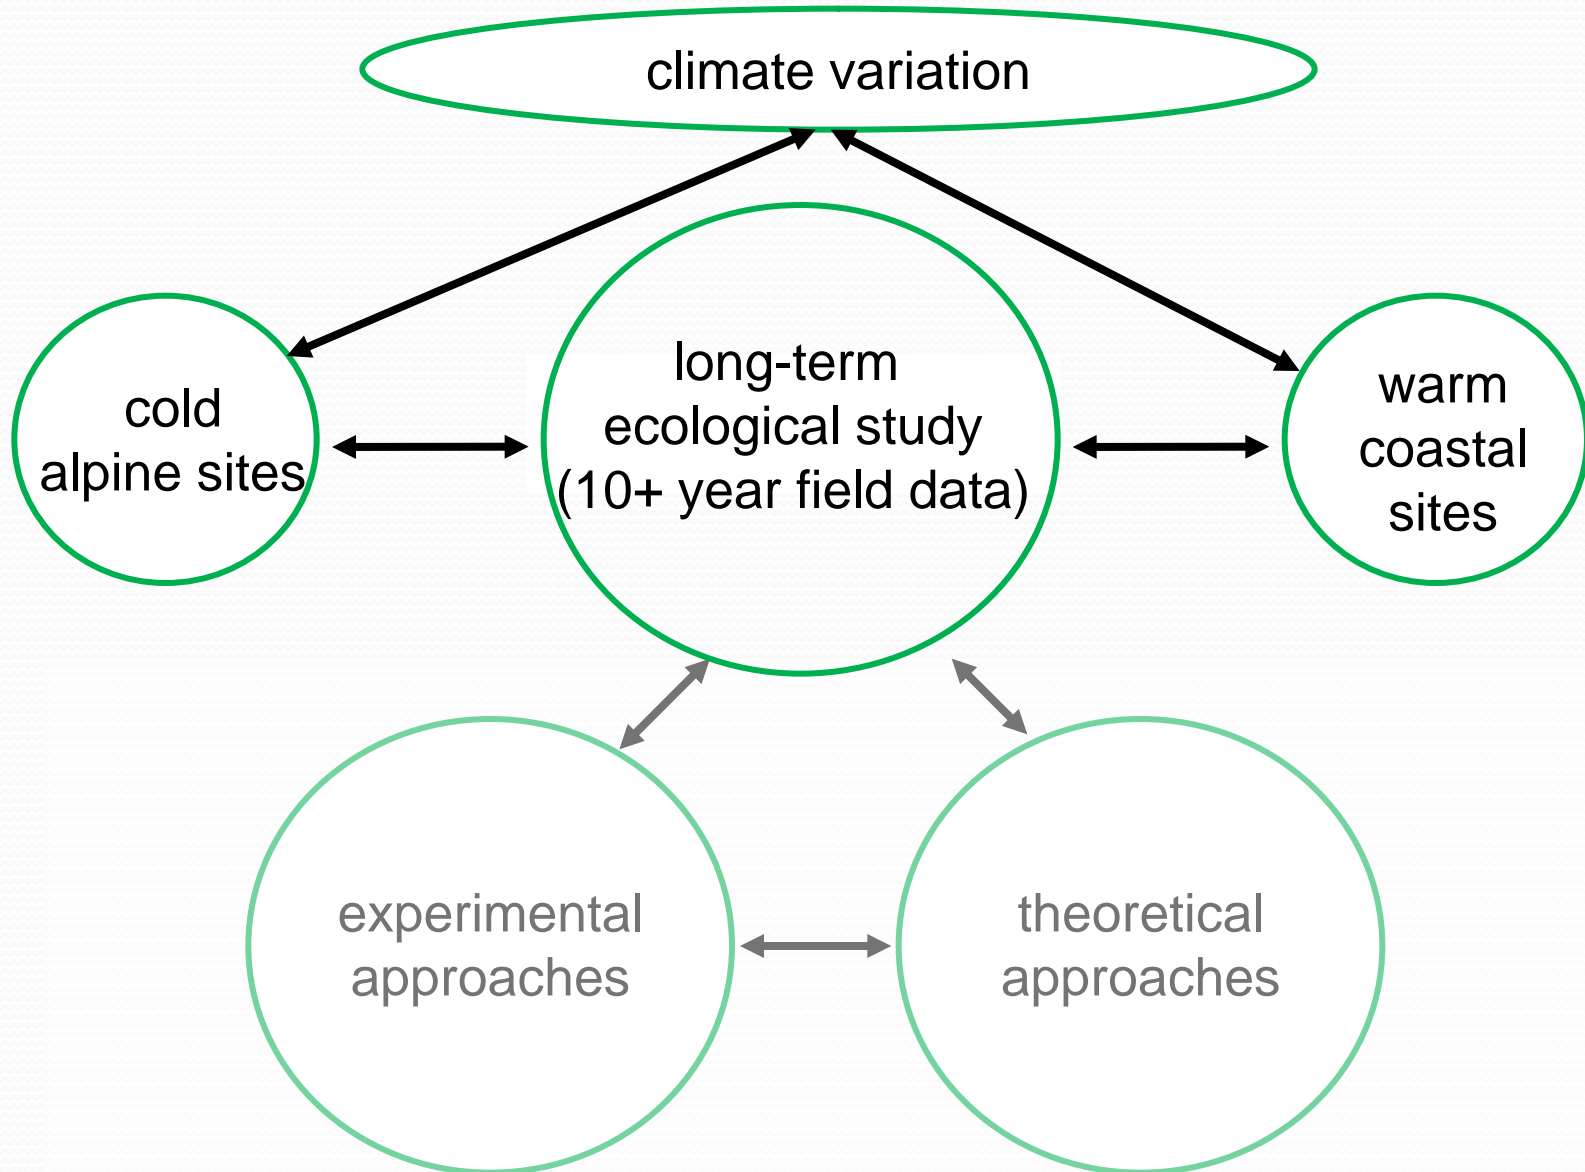 climate variation
cold
alpine sites
long-term
ecological study
(10+ year field data)
warm
coastal
sites
experimental
approaches
theoretical
approaches